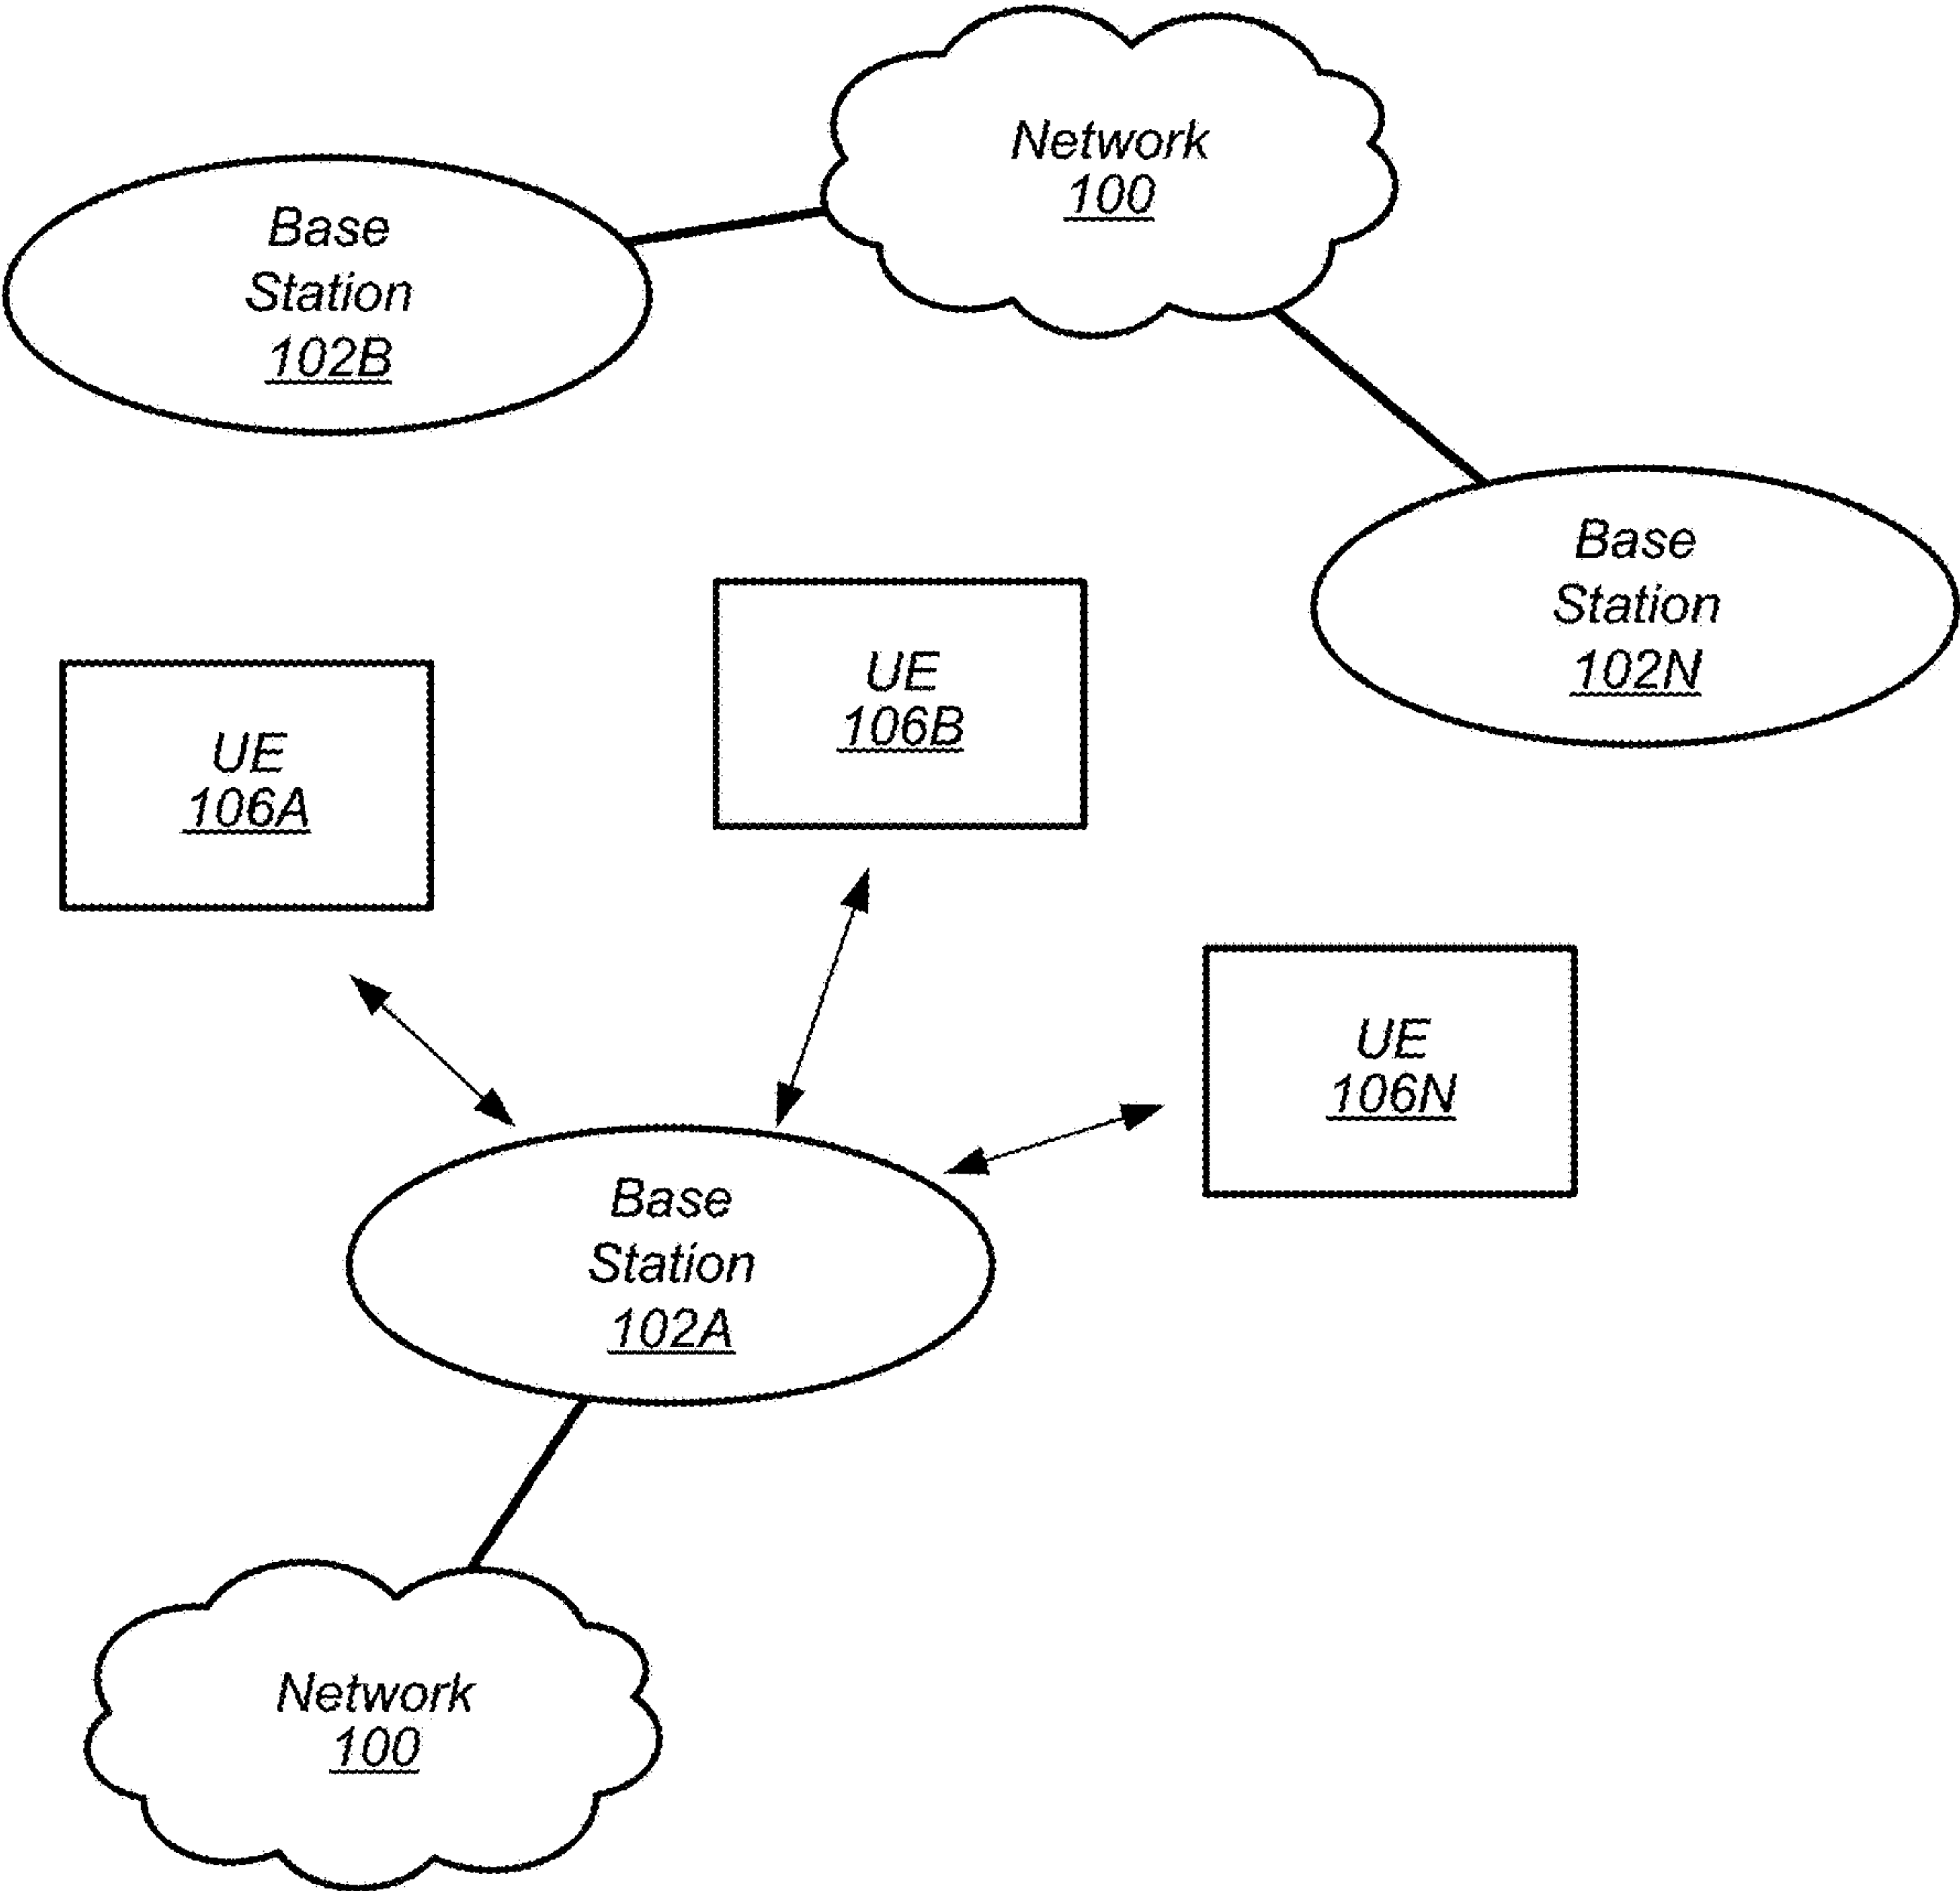 Network
100
Base
Station
102B
Base
Station
102N
UE
106B
UE
106A
UE
106N
Base
Station
102A
Network
100